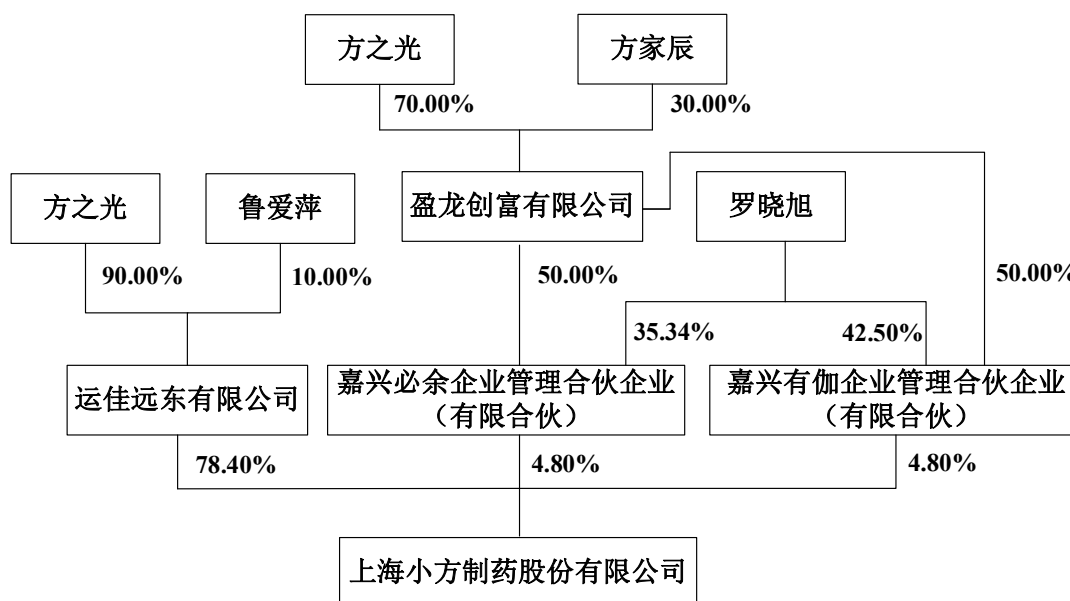 方之光
方家辰
70.00%
30.00%
方之光
鲁爱萍
盈龙创富有限公司
罗晓旭
90.00%
10.00%
50.00%
50.00%
35.34%
42.50%
运佳远东有限公司
嘉兴必余企业管理合伙企业
（有限合伙）
嘉兴有伽企业管理合伙企业
（有限合伙）
78.40%
4.80%
4.80%
上海小方制药股份有限公司